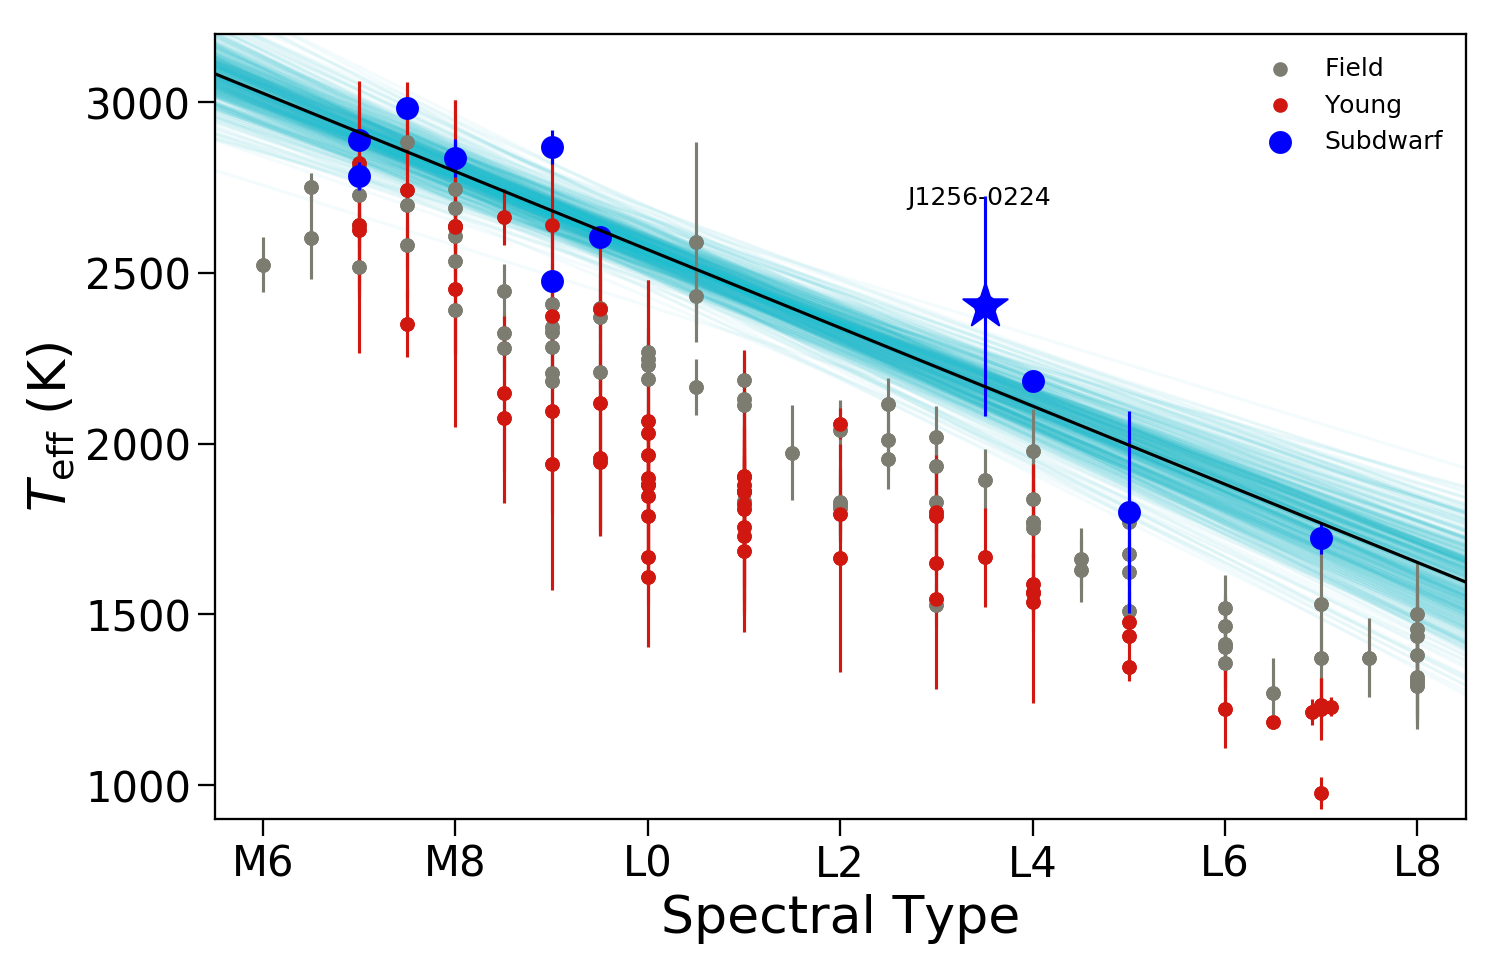 Field
Young
Subdwarf
J1256-0224
3000
2500
2000
1500
1000
T_eff (K)
M6 M8 L0 L2 L4 L6 L8
Spectral Type